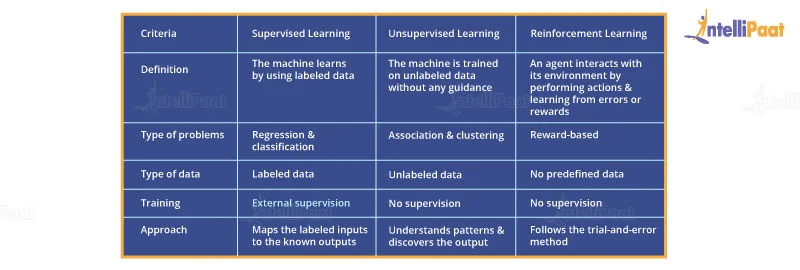 IntelliPaat
Criteria Supervised Learning Unsupervised Learning Reinforcement Learning
Definition
The machine learns
by using labeled data
The machine is trained
on unlabeled data
without any guidance
An agent interacts with
its environment by
performing actions &
learning from errors or
rewards
Type of problems
Regression &
classification
Association & clustering
Reward-based
Type of data Labeled data Unlabeled data No predefined data
Training External supervision No supervision No supervision
Approach
Maps the labeled inputs
to the known outputs
Understands patterns &
discovers the output
Follows the trial-and-error
method